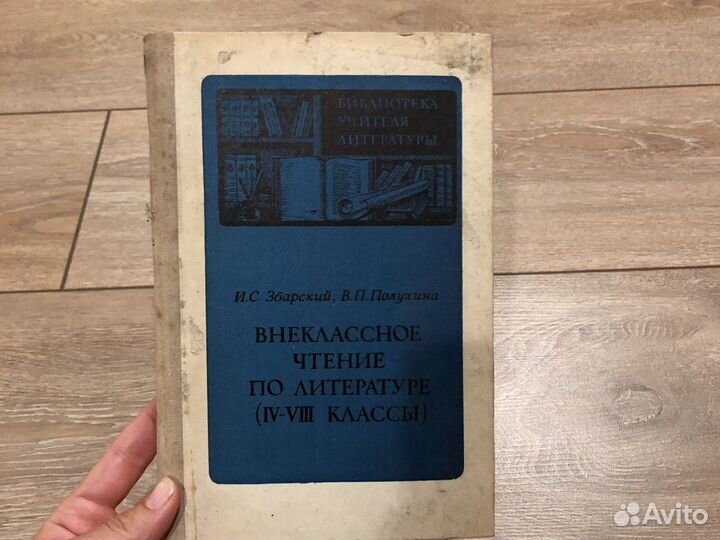 БИБЛИОТЕКА
УЧИТЕЛЯ
ЛИТЕРАТУРЫ
И.С. Збарский, В.П. Полухина
ВНЕКЛАССНОЕ
ЧТЕНИЕ
ПО ЛИТЕРАТУРЕ
(IV-VIII КЛАССЫ)
Avito